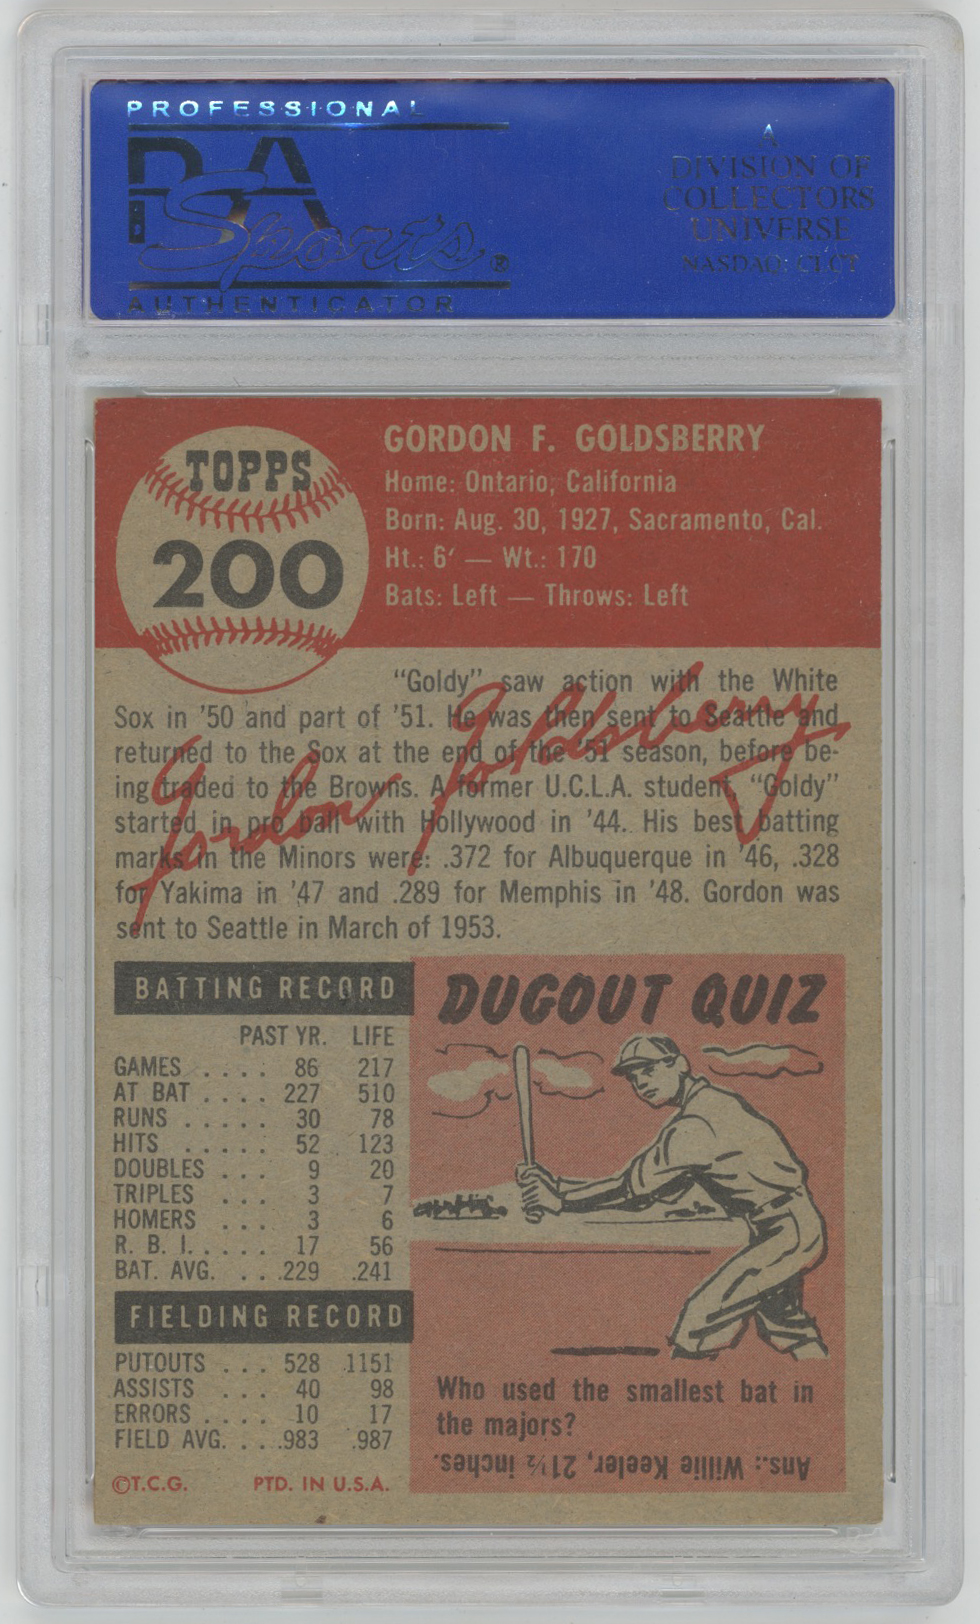 PROFESSIONAL
PSA
Sports®
AUTHENTICATOR
A
DIVISION OF
COLLECTORS
UNIVERSE
NASDAQ: CLCT
TOPPS
200
GORDON F. GOLDSBERRY
Home: Ontario, California
Born: Aug. 30, 1927, Sacramento, Cal.
Ht.: 6' — Wt.: 170
Bats: Left — Throws: Left
"Goldy" saw action with the White
Sox in '50 and part of '51. He was then sent to Seattle and
returned to the Sox at the end of the '51 season, before be-
ing traded to the Browns. A former U.C.L.A. student, "Goldy"
started in pro ball with Hollywood in '44. His best batting
marks in the Minors were: .372 for Albuquerque in '46, .328
for Yakima in '47 and .289 for Memphis in '48. Gordon was
sent to Seattle in March of 1953.
Gordon Goldsberry
BATTING RECORD
PAST YR. LIFE
GAMES .... 86 217
AT BAT .... 227 510
RUNS ..... 30 78
HITS ..... 52 123
DOUBLES ... 9 20
TRIPLES ... 3 7
HOMERS ... 3 6
R. B. I. .... 17 56
BAT. AVG. ... .229 .241
FIELDING RECORD
PUTOUTS ... 528 1151
ASSISTS ... 40 98
ERRORS .... 10 17
FIELD AVG. ... .983 .987
©T.C.G. PTD. IN U.S.A.
DUGOUT QUIZ
Who used the smallest bat in
the majors?
Ans.: Willie Keeler, 21½ inches.